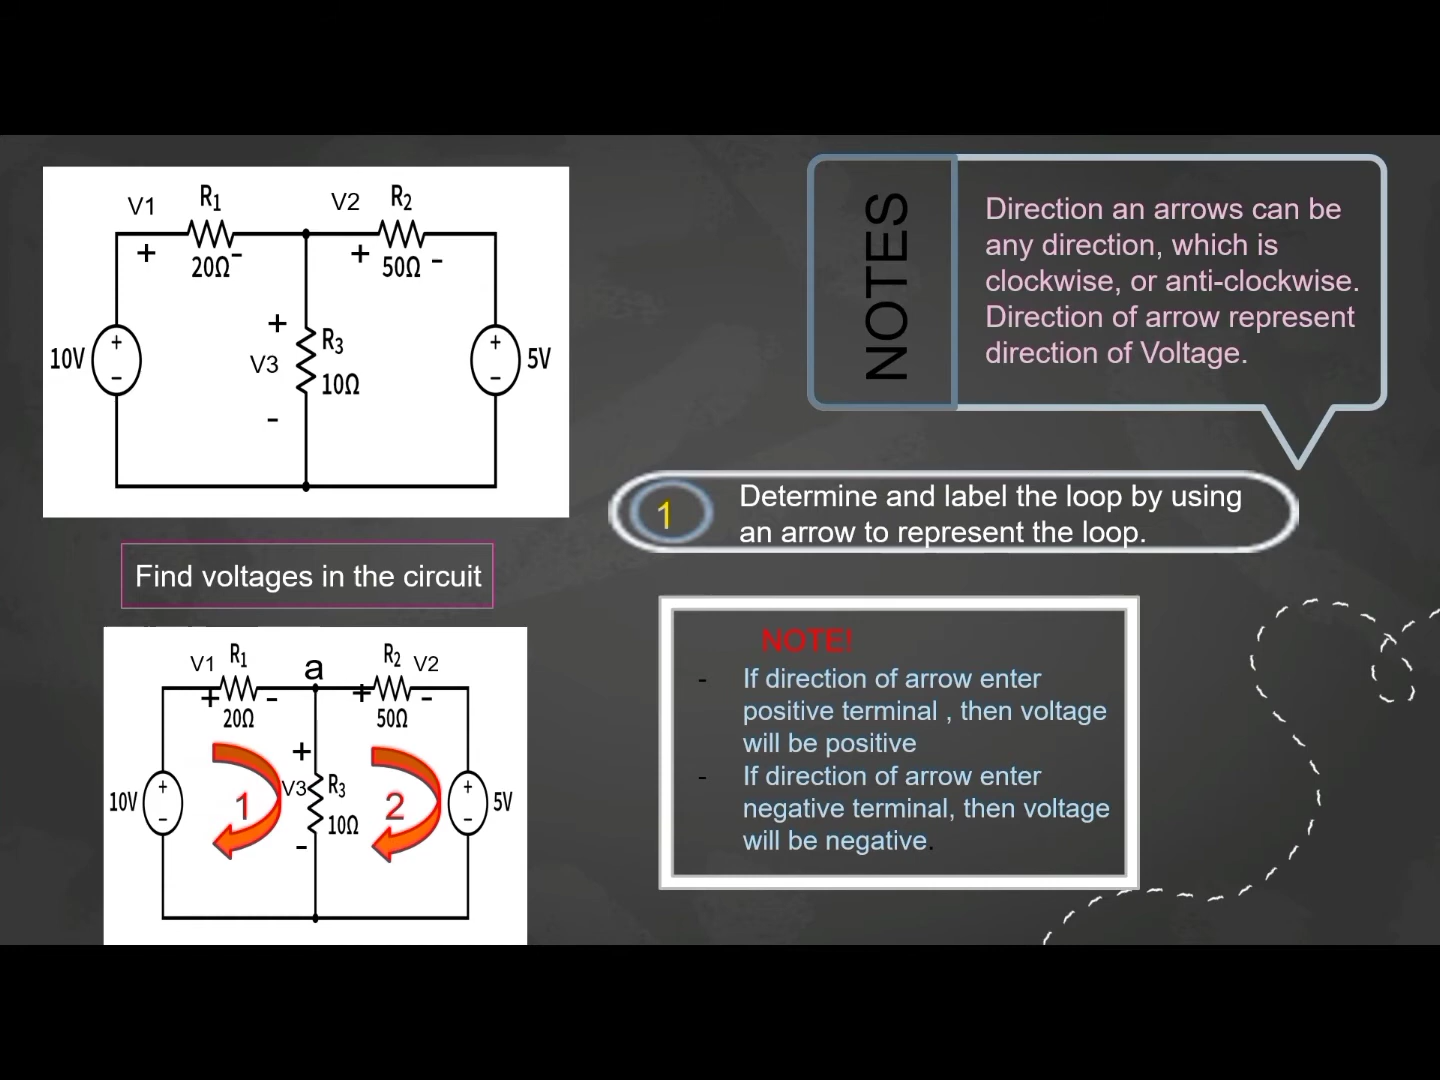 V1
R1
V2
R2
+
20Ω
-
+
50Ω
-
+
R3
V3
10Ω
-
10V
+
-
+
-
5V
Find voltages in the circuit
V1
R1
a
R2
V2
+
-
+
-
20Ω
50Ω
+
10V
+
-
1
V3
R3
10Ω
-
2
+
-
5V
NOTES
Direction an arrows can be
any direction, which is
clockwise, or anti-clockwise.
Direction of arrow represent
direction of Voltage.
1
Determine and label the loop by using
an arrow to represent the loop.
NOTE!
- If direction of arrow enter
positive terminal , then voltage
will be positive
- If direction of arrow enter
negative terminal, then voltage
will be negative.